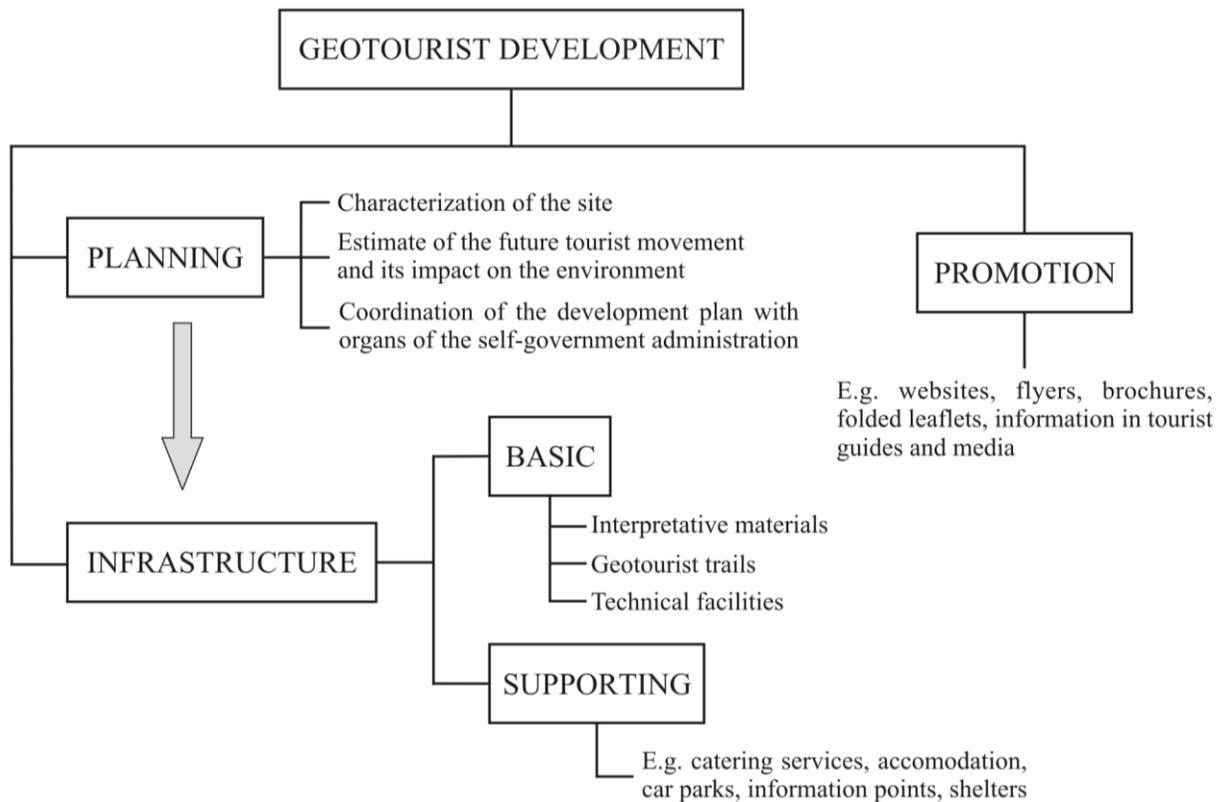 GEOTOURIST DEVELOPMENT
PLANNING
Characterization of the site
Estimate of the future tourist movement
and its impact on the environment
Coordination of the development plan with
organs of the self-government administration
PROMOTION
E.g. websites, flyers, brochures,
folded leaflets, information in tourist
guides and media
INFRASTRUCTURE
BASIC
Interpretative materials
Geotourist trails
Technical facilities
SUPPORTING
E.g. catering services, accomodation,
car parks, information points, shelters